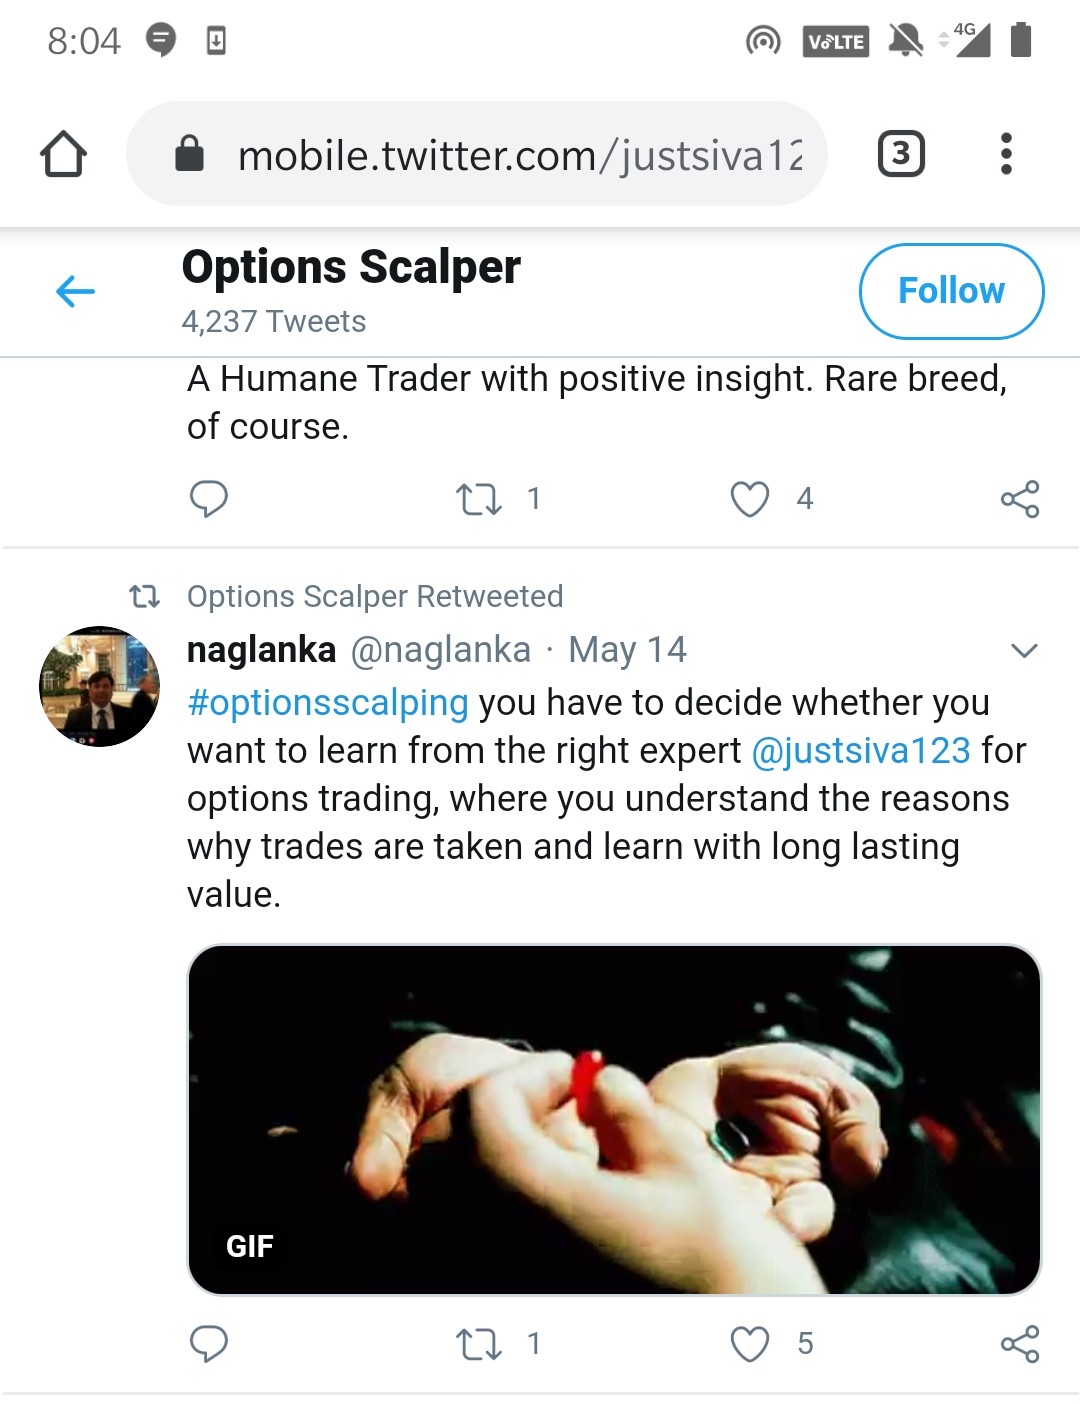 8:04
VoLTE
4G
mobile.twitter.com/justsiva12
3
Options Scalper
4,237 Tweets
Follow
A Humane Trader with positive insight. Rare breed,
of course.
1
4
Options Scalper Retweeted
naglanka @naglanka · May 14
#optionsscalping you have to decide whether you
want to learn from the right expert @justsiva123 for
options trading, where you understand the reasons
why trades are taken and learn with long lasting
value.
GIF
1
5